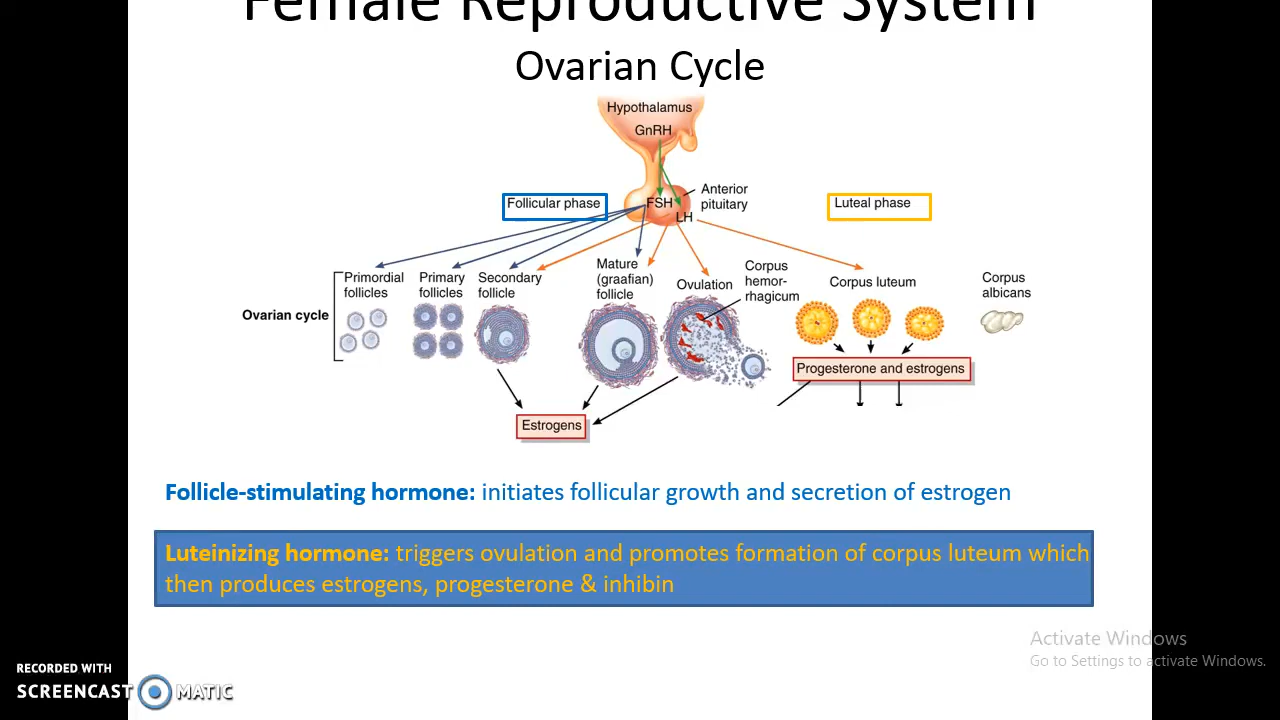 Female Reproductive System
Ovarian Cycle
Hypothalamus
GnRH
Follicular phase
FSH
LH
Anterior
pituitary
Luteal phase
Ovarian cycle
Primordial
follicles
Primary
follicles
Secondary
follicle
Mature
(graafian)
follicle
Ovulation
Corpus
hemor-
rhagicum
Corpus luteum
Corpus
albicans
Progesterone and estrogens
Estrogens
Follicle-stimulating hormone: initiates follicular growth and secretion of estrogen
Luteinizing hormone: triggers ovulation and promotes formation of corpus luteum which
then produces estrogens, progesterone & inhibin
Activate Windows
Go to Settings to activate Windows.
RECORDED WITH
SCREENCAST MATIC